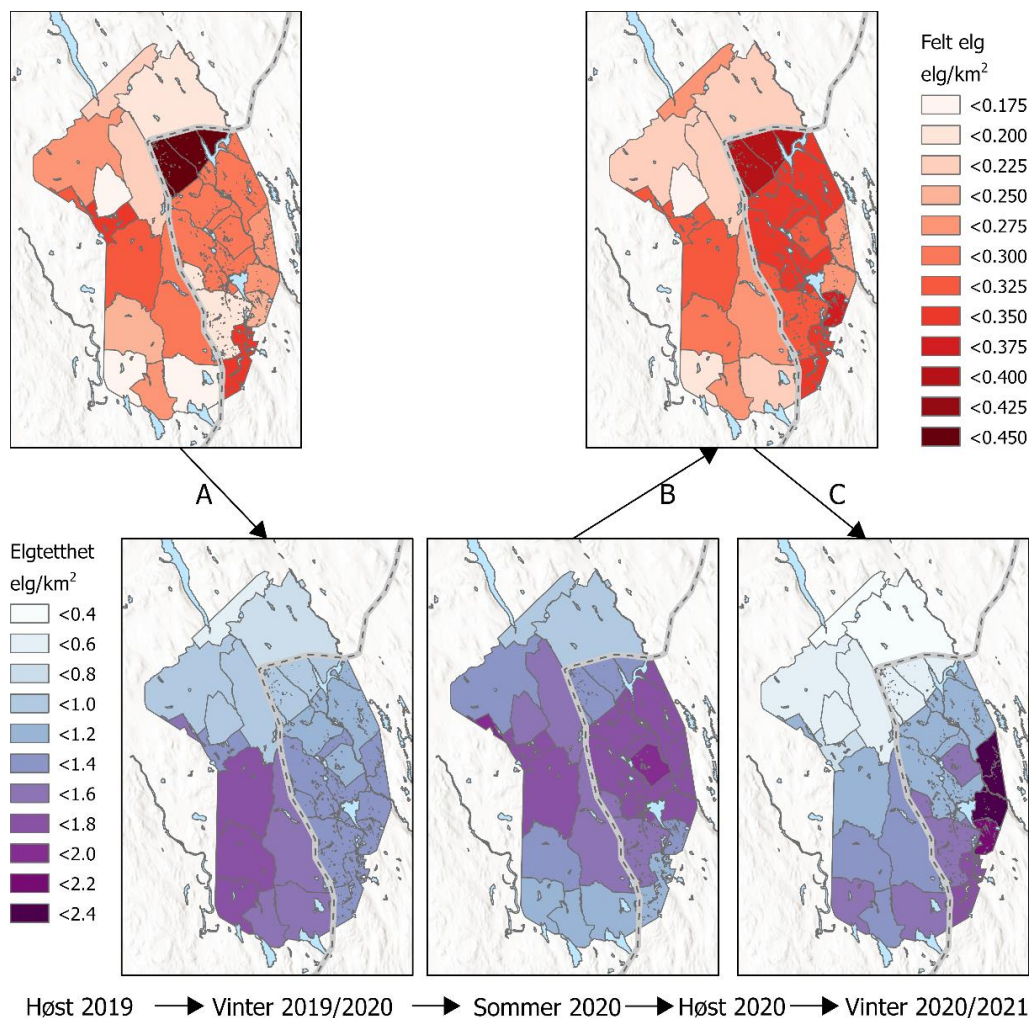 Felt elg
elg/km²
<0.175
<0.200
<0.225
<0.250
<0.275
<0.300
<0.325
<0.350
<0.375
<0.400
<0.425
<0.450
A
B
C
Elgtetthet
elg/km²
<0.4
<0.6
<0.8
<1.0
<1.2
<1.4
<1.6
<1.8
<2.0
<2.2
<2.4
Høst 2019 Vinter 2019/2020 Sommer 2020 Høst 2020 Vinter 2020/2021